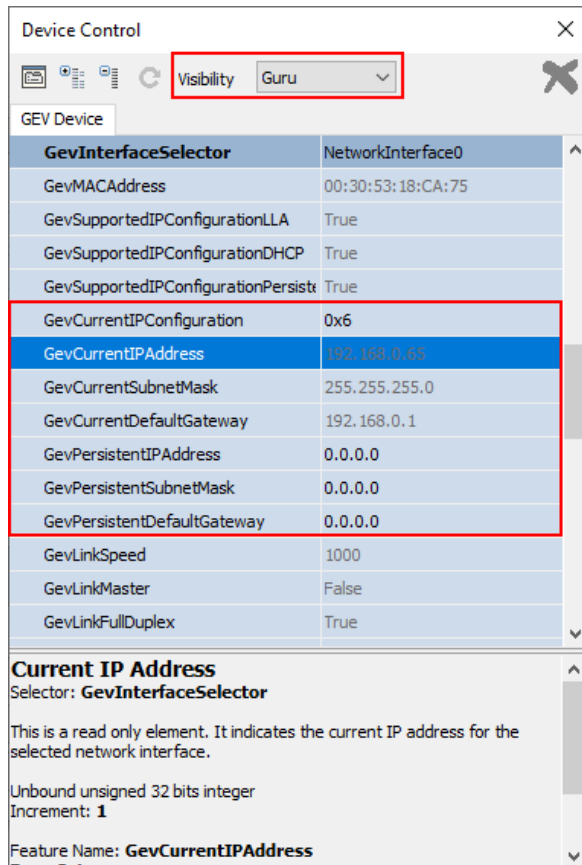 Device Control
Visibility Guru
GEV Device
GevInterfaceSelector NetworkInterface0
GevMACAddress 00:30:53:18:CA:75
GevSupportedIPConfigurationLLA True
GevSupportedIPConfigurationDHCP True
GevSupportedIPConfigurationPersiste True
GevCurrentIPConfiguration 0x6
GevCurrentIPAddress 192.168.0.65
GevCurrentSubnetMask 255.255.255.0
GevCurrentDefaultGateway 192.168.0.1
GevPersistentIPAddress 0.0.0.0
GevPersistentSubnetMask 0.0.0.0
GevPersistentDefaultGateway 0.0.0.0
GevLinkSpeed 1000
GevLinkMaster False
GevLinkFullDuplex True
Current IP Address
Selector: GevInterfaceSelector
This is a read only element. It indicates the current IP address for the
selected network interface.
Unbound unsigned 32 bits integer
Increment: 1
Feature Name: GevCurrentIPAddress